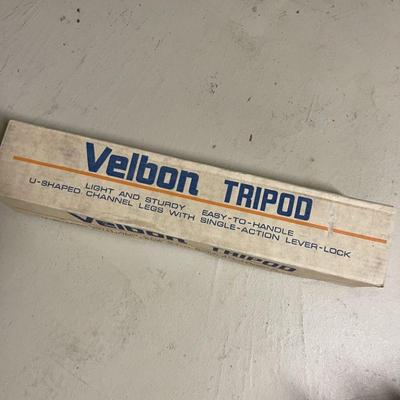 Velbon TRIPOD
LIGHT AND STURDY EASY-TO-HANDLE
U-SHAPED CHANNEL LEGS WITH SINGLE-ACTION LEVER-LOCK
Velbon TRIPOD